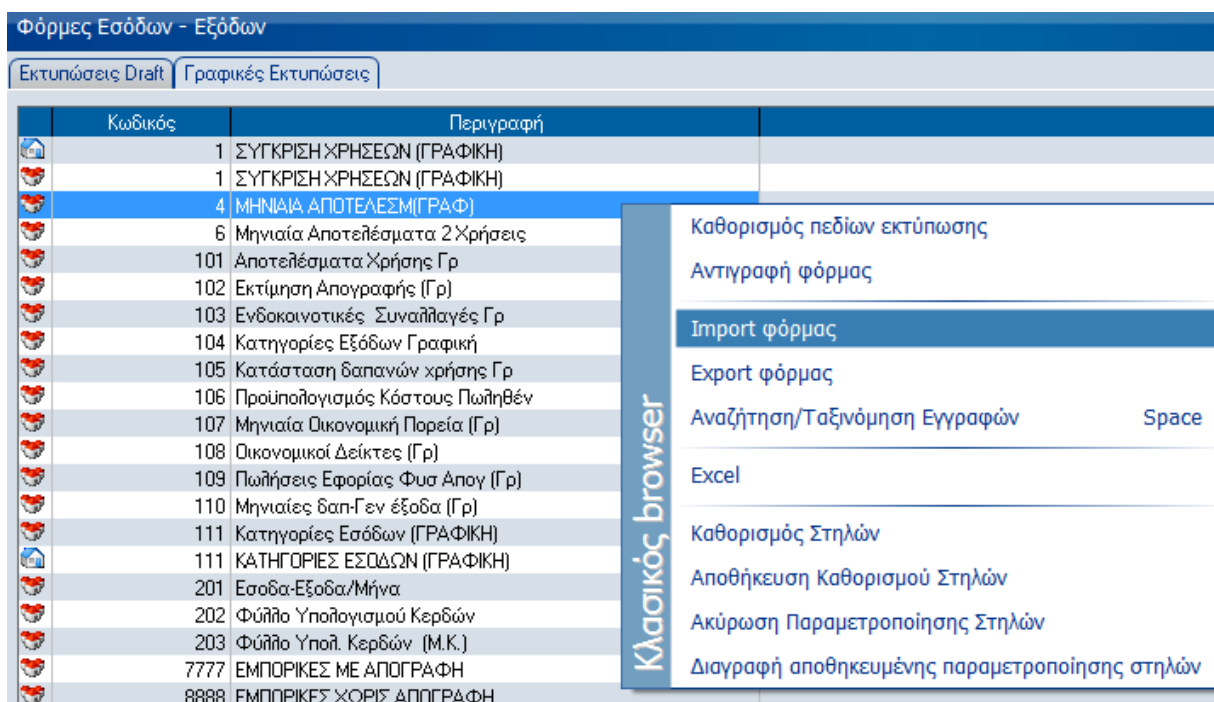 Φόρμες Εσόδων - Εξόδων
Εκτυπώσεις Draft Γραφικές Εκτυπώσεις
Κωδικός Περιγραφή
1 ΣΥΓΚΡΙΣΗ ΧΡΗΣΕΩΝ (ΓΡΑΦΙΚΗ)
1 ΣΥΓΚΡΙΣΗ ΧΡΗΣΕΩΝ (ΓΡΑΦΙΚΗ)
4 ΜΗΝΙΑΙΑ ΑΠΟΤΕΛΕΣΜ(ΓΡΑΦ)
6 Μηνιαία Αποτελέσματα 2 Χρήσεις
101 Αποτελέσματα Χρήσης Γρ
102 Εκτίμηση Απογραφής (Γρ)
103 Ενδοκοινοτικές Συναλλαγές Γρ
104 Κατηγορίες Εξόδων Γραφική
105 Κατάσταση δαπανών χρήσης Γρ
106 Προϋπολογισμός Κόστους Πωληθέν
107 Μηνιαία Οικονομική Πορεία (Γρ)
108 Οικονομικοί Δείκτες (Γρ)
109 Πωλήσεις Εφορίας Φυσ Απογ (Γρ)
110 Μηνιαίες δαπ-Γεν έξοδα (Γρ)
111 Κατηγορίες Εσόδων (ΓΡΑΦΙΚΗ)
111 ΚΑΤΗΓΟΡΙΕΣ ΕΣΟΔΩΝ (ΓΡΑΦΙΚΗ)
201 Εσοδα-Εξοδα/Μήνα
202 Φύλλο Υπολογισμού Κερδών
203 Φύλλο Υπολ. Κερδών (Μ.Κ.)
7777 ΕΜΠΟΡΙΚΕΣ ΜΕ ΑΠΟΓΡΑΦΗ
8888 ΕΜΠΟΡΙΚΕΣ ΧΩΡΙΣ ΑΠΟΓΡΑΦΗ
Κλασικός browser
Καθορισμός πεδίων εκτύπωσης
Αντιγραφή φόρμας
Import φόρμας
Export φόρμας
Αναζήτηση/Ταξινόμηση Εγγραφών Space
Excel
Καθορισμός Στηλών
Αποθήκευση Καθορισμού Στηλών
Ακύρωση Παραμετροποίησης Στηλών
Διαγραφή αποθηκευμένης παραμετροποίησης στηλών